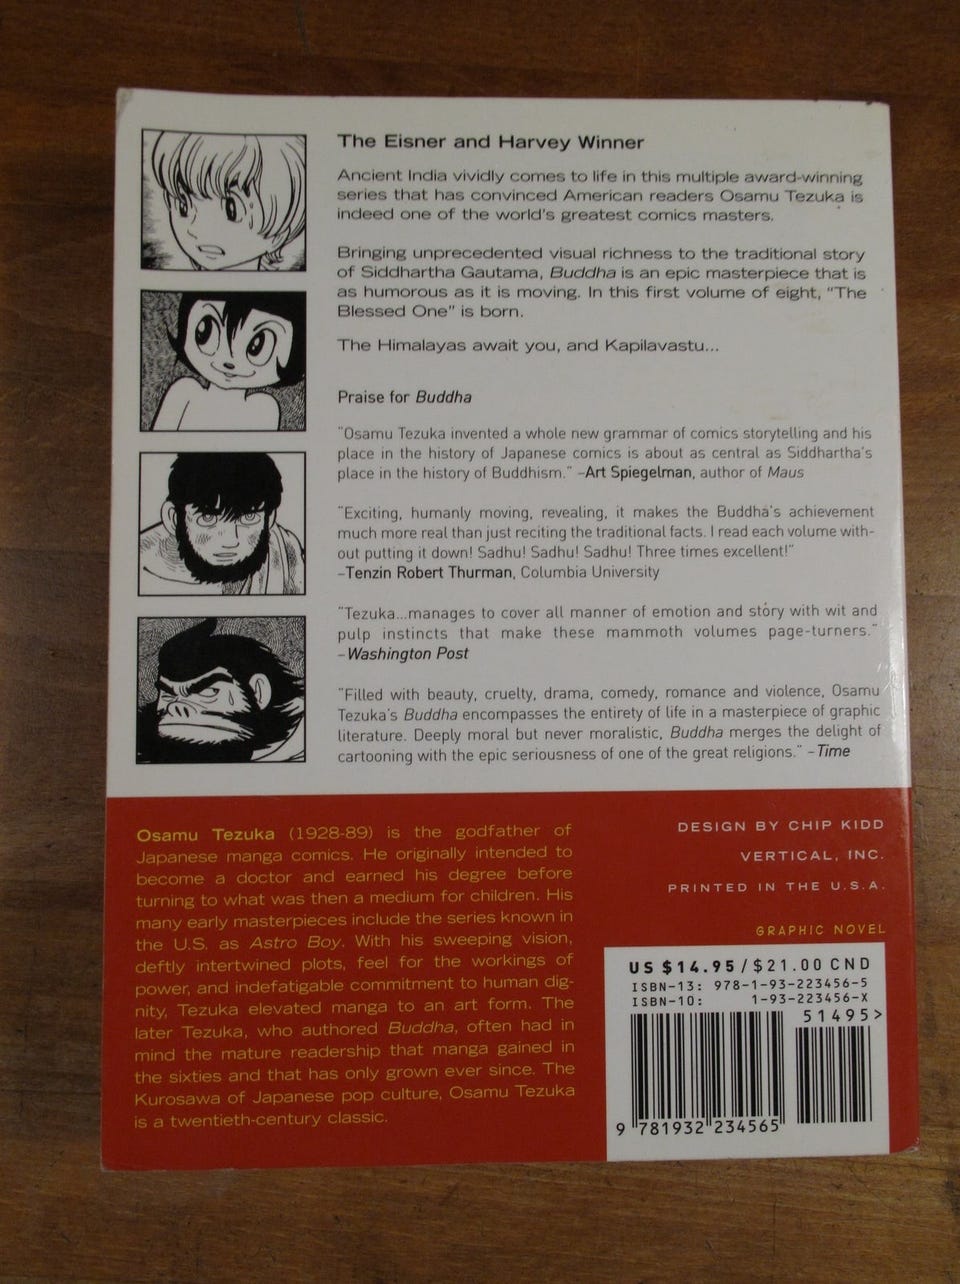 The Eisner and Harvey Winner
Ancient India vividly comes to life in this multiple award-winning
series that has convinced American readers Osamu Tezuka is
indeed one of the world's greatest comics masters.
Bringing unprecedented visual richness to the traditional story
of Siddhartha Gautama, Buddha is an epic masterpiece that is
as humorous as it is moving. In this first volume of eight, "The
Blessed One" is born.
The Himalayas await you, and Kapilavastu...
Praise for Buddha
"Osamu Tezuka invented a whole new grammar of comics storytelling and his
place in the history of Japanese comics is about as central as Siddhartha's
place in the history of Buddhism." –Art Spiegelman, author of Maus
"Exciting, humanly moving, revealing, it makes the Buddha's achievement
much more real than just reciting the traditional facts. I read each volume with-
out putting it down! Sadhu! Sadhu! Sadhu! Three times excellent!"
–Tenzin Robert Thurman, Columbia University
"Tezuka...manages to cover all manner of emotion and story with wit and
pulp instincts that make these mammoth volumes page-turners."
–Washington Post
"Filled with beauty, cruelty, drama, comedy, romance and violence, Osamu
Tezuka's Buddha encompasses the entirety of life in a masterpiece of graphic
literature. Deeply moral but never moralistic, Buddha merges the delight of
cartooning with the epic seriousness of one of the great religions." –Time
Osamu Tezuka (1928-89) is the godfather of
Japanese manga comics. He originally intended to
become a doctor and earned his degree before
turning to what was then a medium for children. His
many early masterpieces include the series known in
the U.S. as Astro Boy. With his sweeping vision,
deftly intertwined plots, feel for the workings of
power, and indefatigable commitment to human dig-
nity, Tezuka elevated manga to an art form. The
later Tezuka, who authored Buddha, often had in
mind the mature readership that manga gained in
the sixties and that has only grown ever since. The
Kurosawa of Japanese pop culture, Osamu Tezuka
is a twentieth-century classic.
DESIGN BY CHIP KIDD
VERTICAL, INC.
PRINTED IN THE U.S.A.
GRAPHIC NOVEL
US $14.95/$21.00 CND
ISBN-13: 978-1-93-223456-5
ISBN-10: 1-93-223456-X
51495>
9 781932 234565